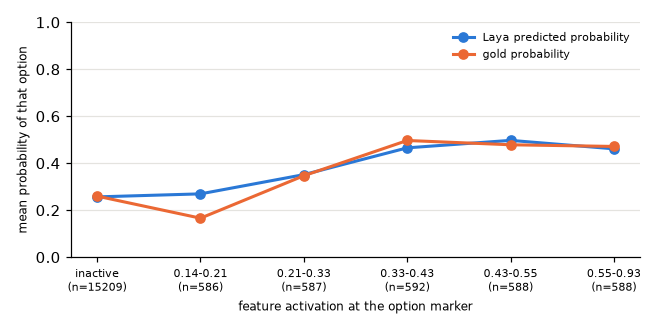 1.0
0.8
0.6
0.4
0.2
0.0
mean probability of that option
Laya predicted probability
gold probability
inactive
(n=15209)
0.14-0.21
(n=586)
0.21-0.33
(n=587)
0.33-0.43
(n=592)
0.43-0.55
(n=588)
0.55-0.93
(n=588)
feature activation at the option marker